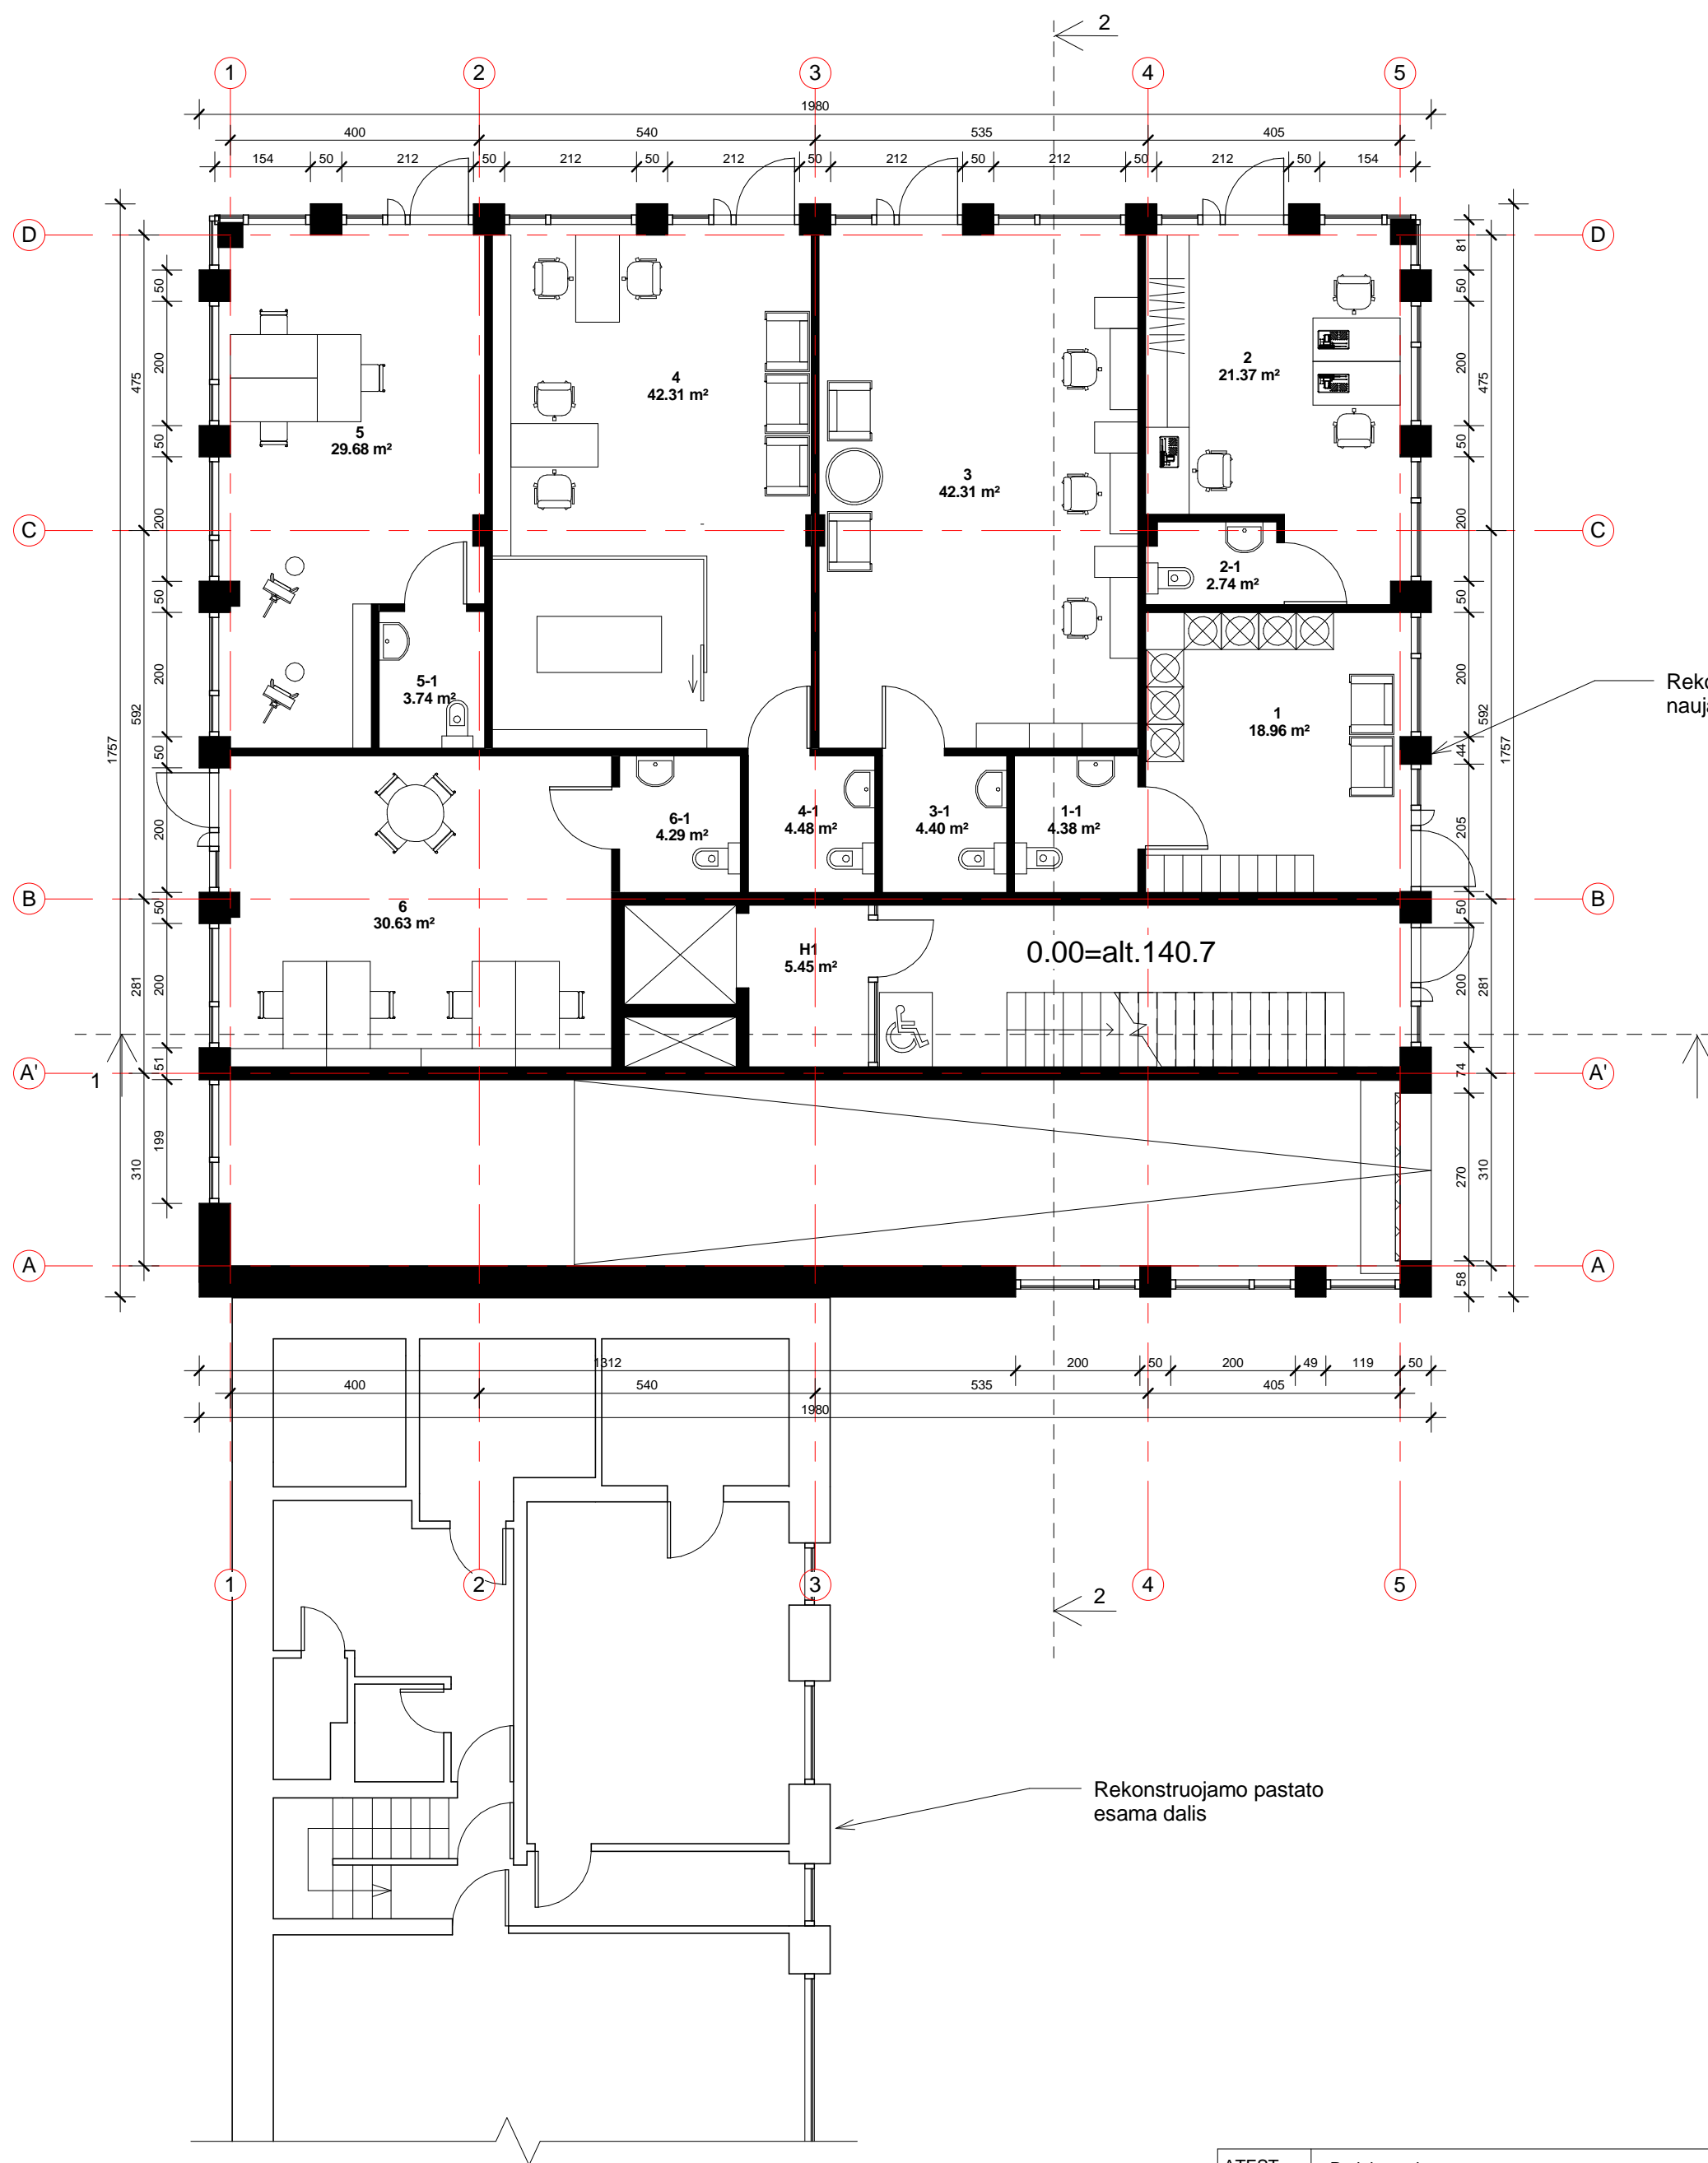 2
1 2 3 4 5
1980
400 540 535 405
154 50 212 50 212 50 212 50 212 50 212 50 212 50 154
D D
81
50 50
200 200
475 475
4
42.31 m²
2
21.37 m²
5
29.68 m²
50 50
3
42.31 m²
200 200
C C
2-1
2.74 m²
50 50
200 200
5-1
3.74 m²
592 592
1
18.96 m²
1757 1757
50 44
200 205
6-1
4.29 m²
4-1
4.48 m²
3-1
4.40 m²
1-1
4.38 m²
B B
50 50
6
30.63 m²
H1
5.45 m²
0.00=alt.140.7
281 281
200 200
51 74
A' A'
1
199
310 310
270
A A
58
1312 200 50 200 49 119 50
400 540 535 405
1980
1 2 3 4 5
2
Rekonstruojamo pastato
esama dalis